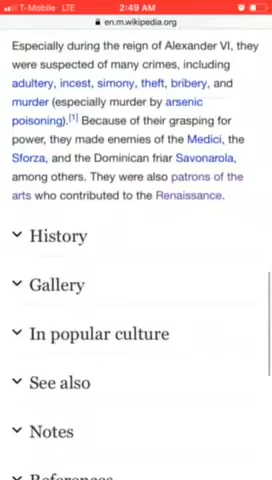 T-Mobile LTE 2:49 AM
en.m.wikipedia.org
Especially during the reign of Alexander VI, they
were suspected of many crimes, including
adultery, incest, simony, theft, bribery, and
murder (especially murder by arsenic
poisoning).[1] Because of their grasping for
power, they made enemies of the Medici, the
Sforza, and the Dominican friar Savonarola,
among others. They were also patrons of the
arts who contributed to the Renaissance.
History
Gallery
In popular culture
See also
Notes
References